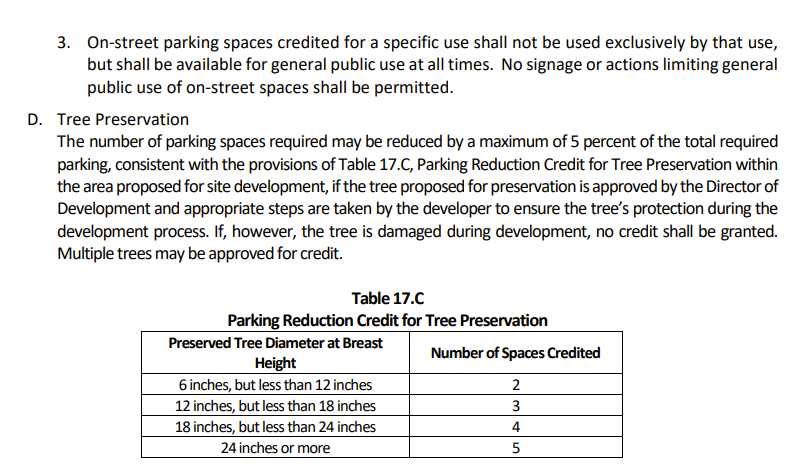 3. On-street parking spaces credited for a specific use shall not be used exclusively by that use,
but shall be available for general public use at all times. No signage or actions limiting general
public use of on-street spaces shall be permitted.
D. Tree Preservation
The number of parking spaces required may be reduced by a maximum of 5 percent of the total required
parking, consistent with the provisions of Table 17.C, Parking Reduction Credit for Tree Preservation within
the area proposed for site development, if the tree proposed for preservation is approved by the Director of
Development and appropriate steps are taken by the developer to ensure the tree’s protection during the
development process. If, however, the tree is damaged during development, no credit shall be granted.
Multiple trees may be approved for credit.
Table 17.C
Parking Reduction Credit for Tree Preservation
Preserved Tree Diameter at Breast
Height
Number of Spaces Credited
6 inches, but less than 12 inches 2
12 inches, but less than 18 inches 3
18 inches, but less than 24 inches 4
24 inches or more 5